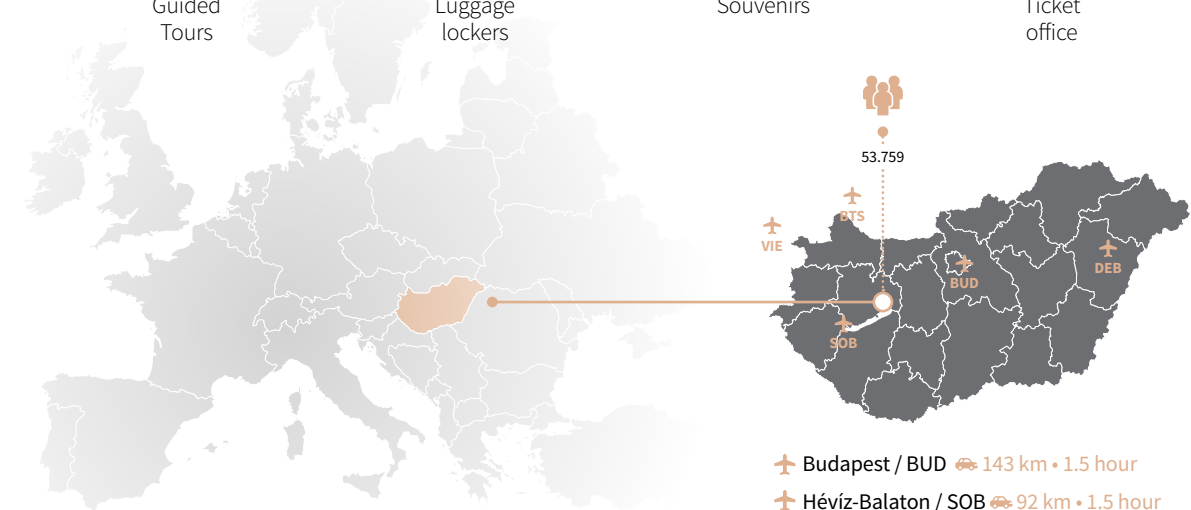 Guided
Tours
Luggage
lockers
Souvenirs
Ticket
office
53.759
BTS
VIE
DEB
BUD
SOB
Budapest / BUD 143 km • 1.5 hour
Hévíz-Balaton / SOB 92 km • 1.5 hour